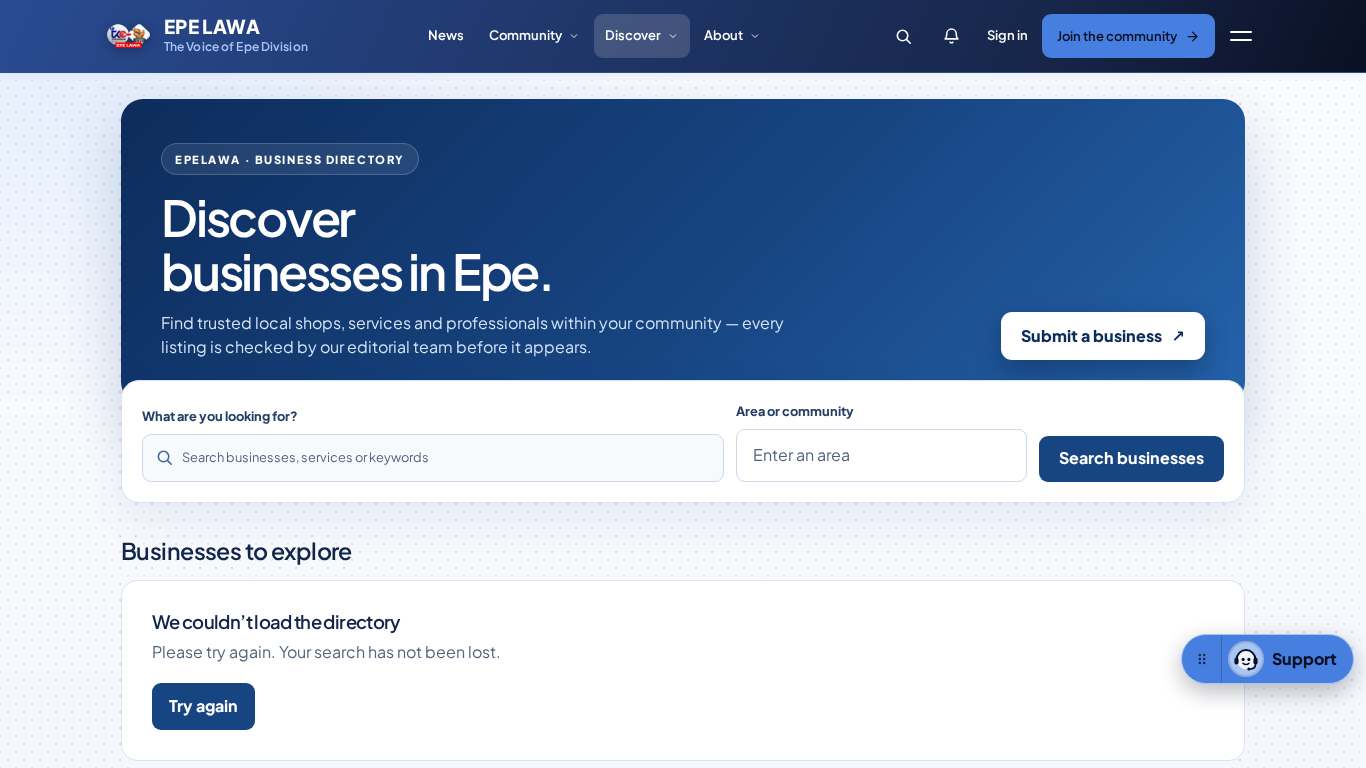 EPE LAWA
The Voice of Epe Division
News
Community
Discover
About
Sign in
Join the community
EPELAWA · BUSINESS DIRECTORY
Discover
businesses in Epe.
Find trusted local shops, services and professionals within your community — every
listing is checked by our editorial team before it appears.
Submit a business ↗
What are you looking for?
Search businesses, services or keywords
Area or community
Enter an area
Search businesses
Businesses to explore
We couldn’t load the directory
Please try again. Your search has not been lost.
Try again
Support